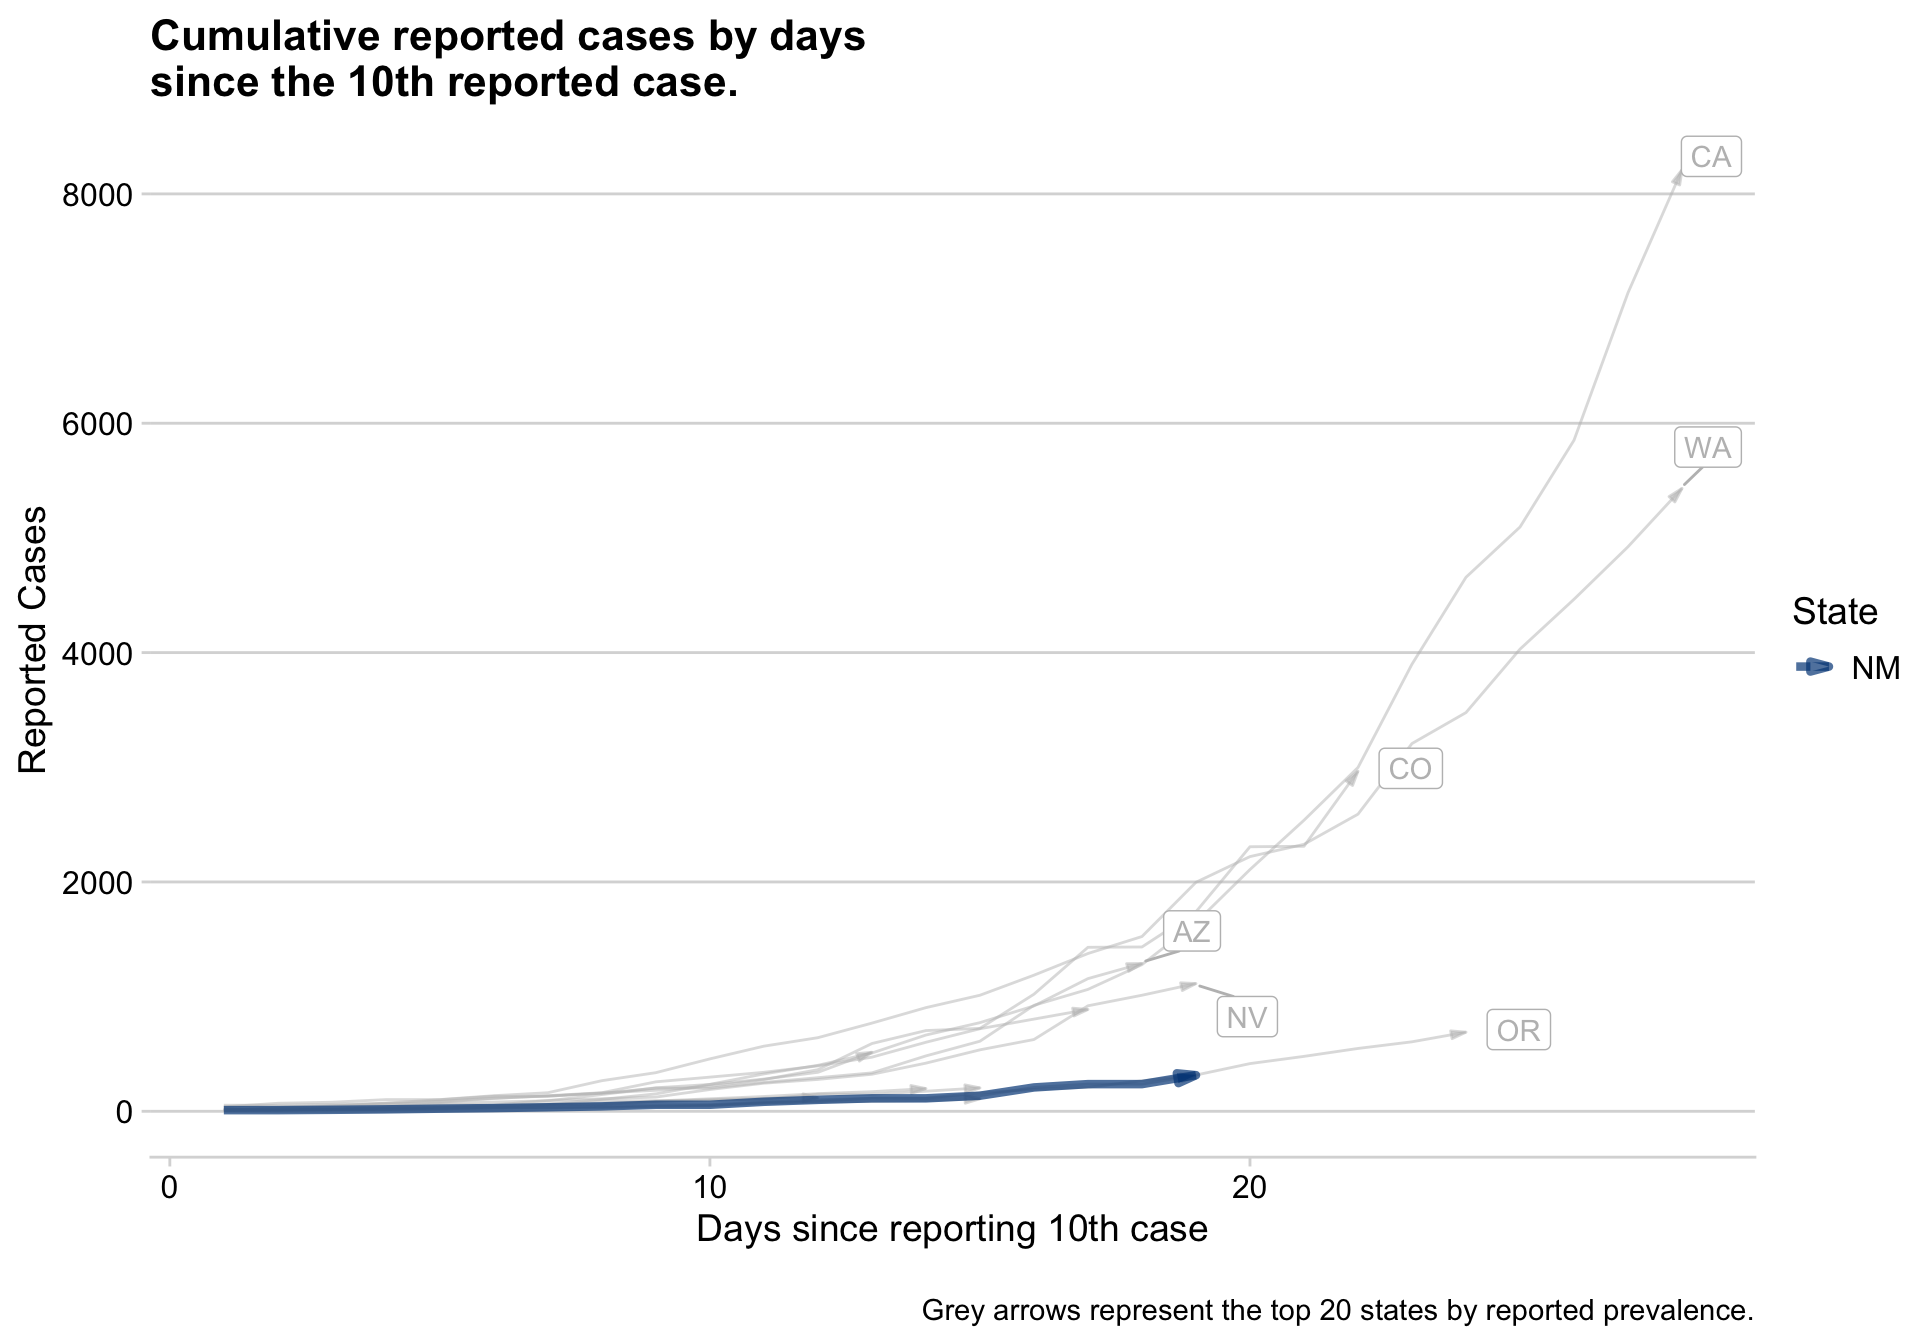 Cumulative reported cases by days
since the 10th reported case.
CA
8000
6000
WA
Reported Cases
State
NM
4000
CO
2000
AZ
NV
OR
0
0 10 20
Days since reporting 10th case
Grey arrows represent the top 20 states by reported prevalence.